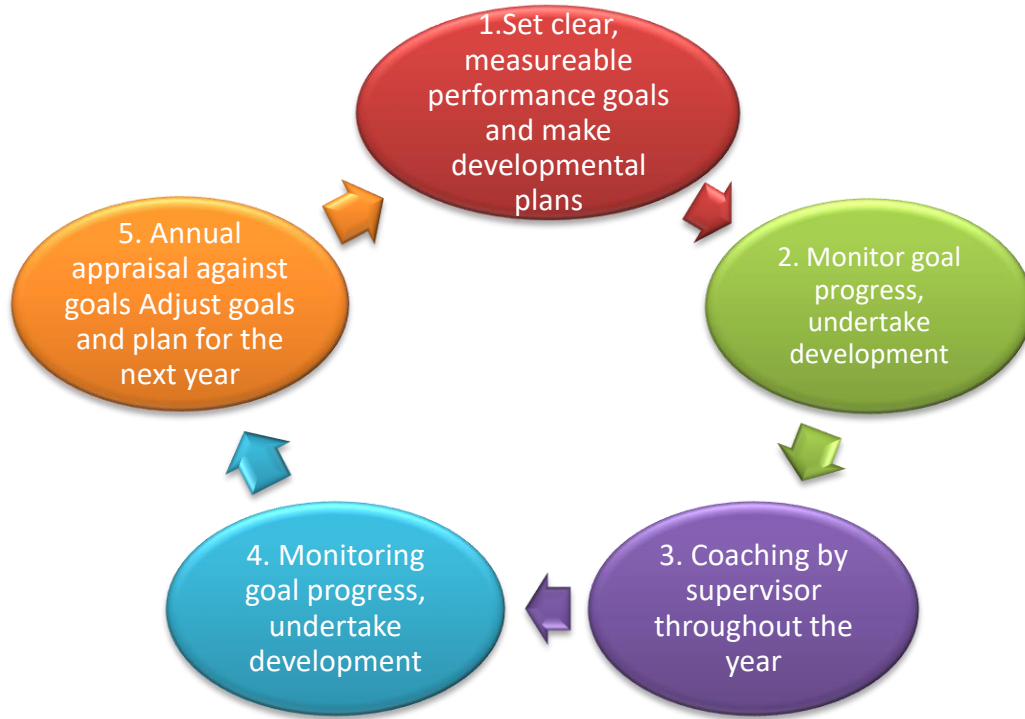 1.Set clear,
measureable
performance goals
and make
developmental
plans
2. Monitor goal
progress,
undertake
development
3. Coaching by
supervisor
throughout the
year
4. Monitoring
goal progress,
undertake
development
5. Annual
appraisal against
goals Adjust goals
and plan for the
next year